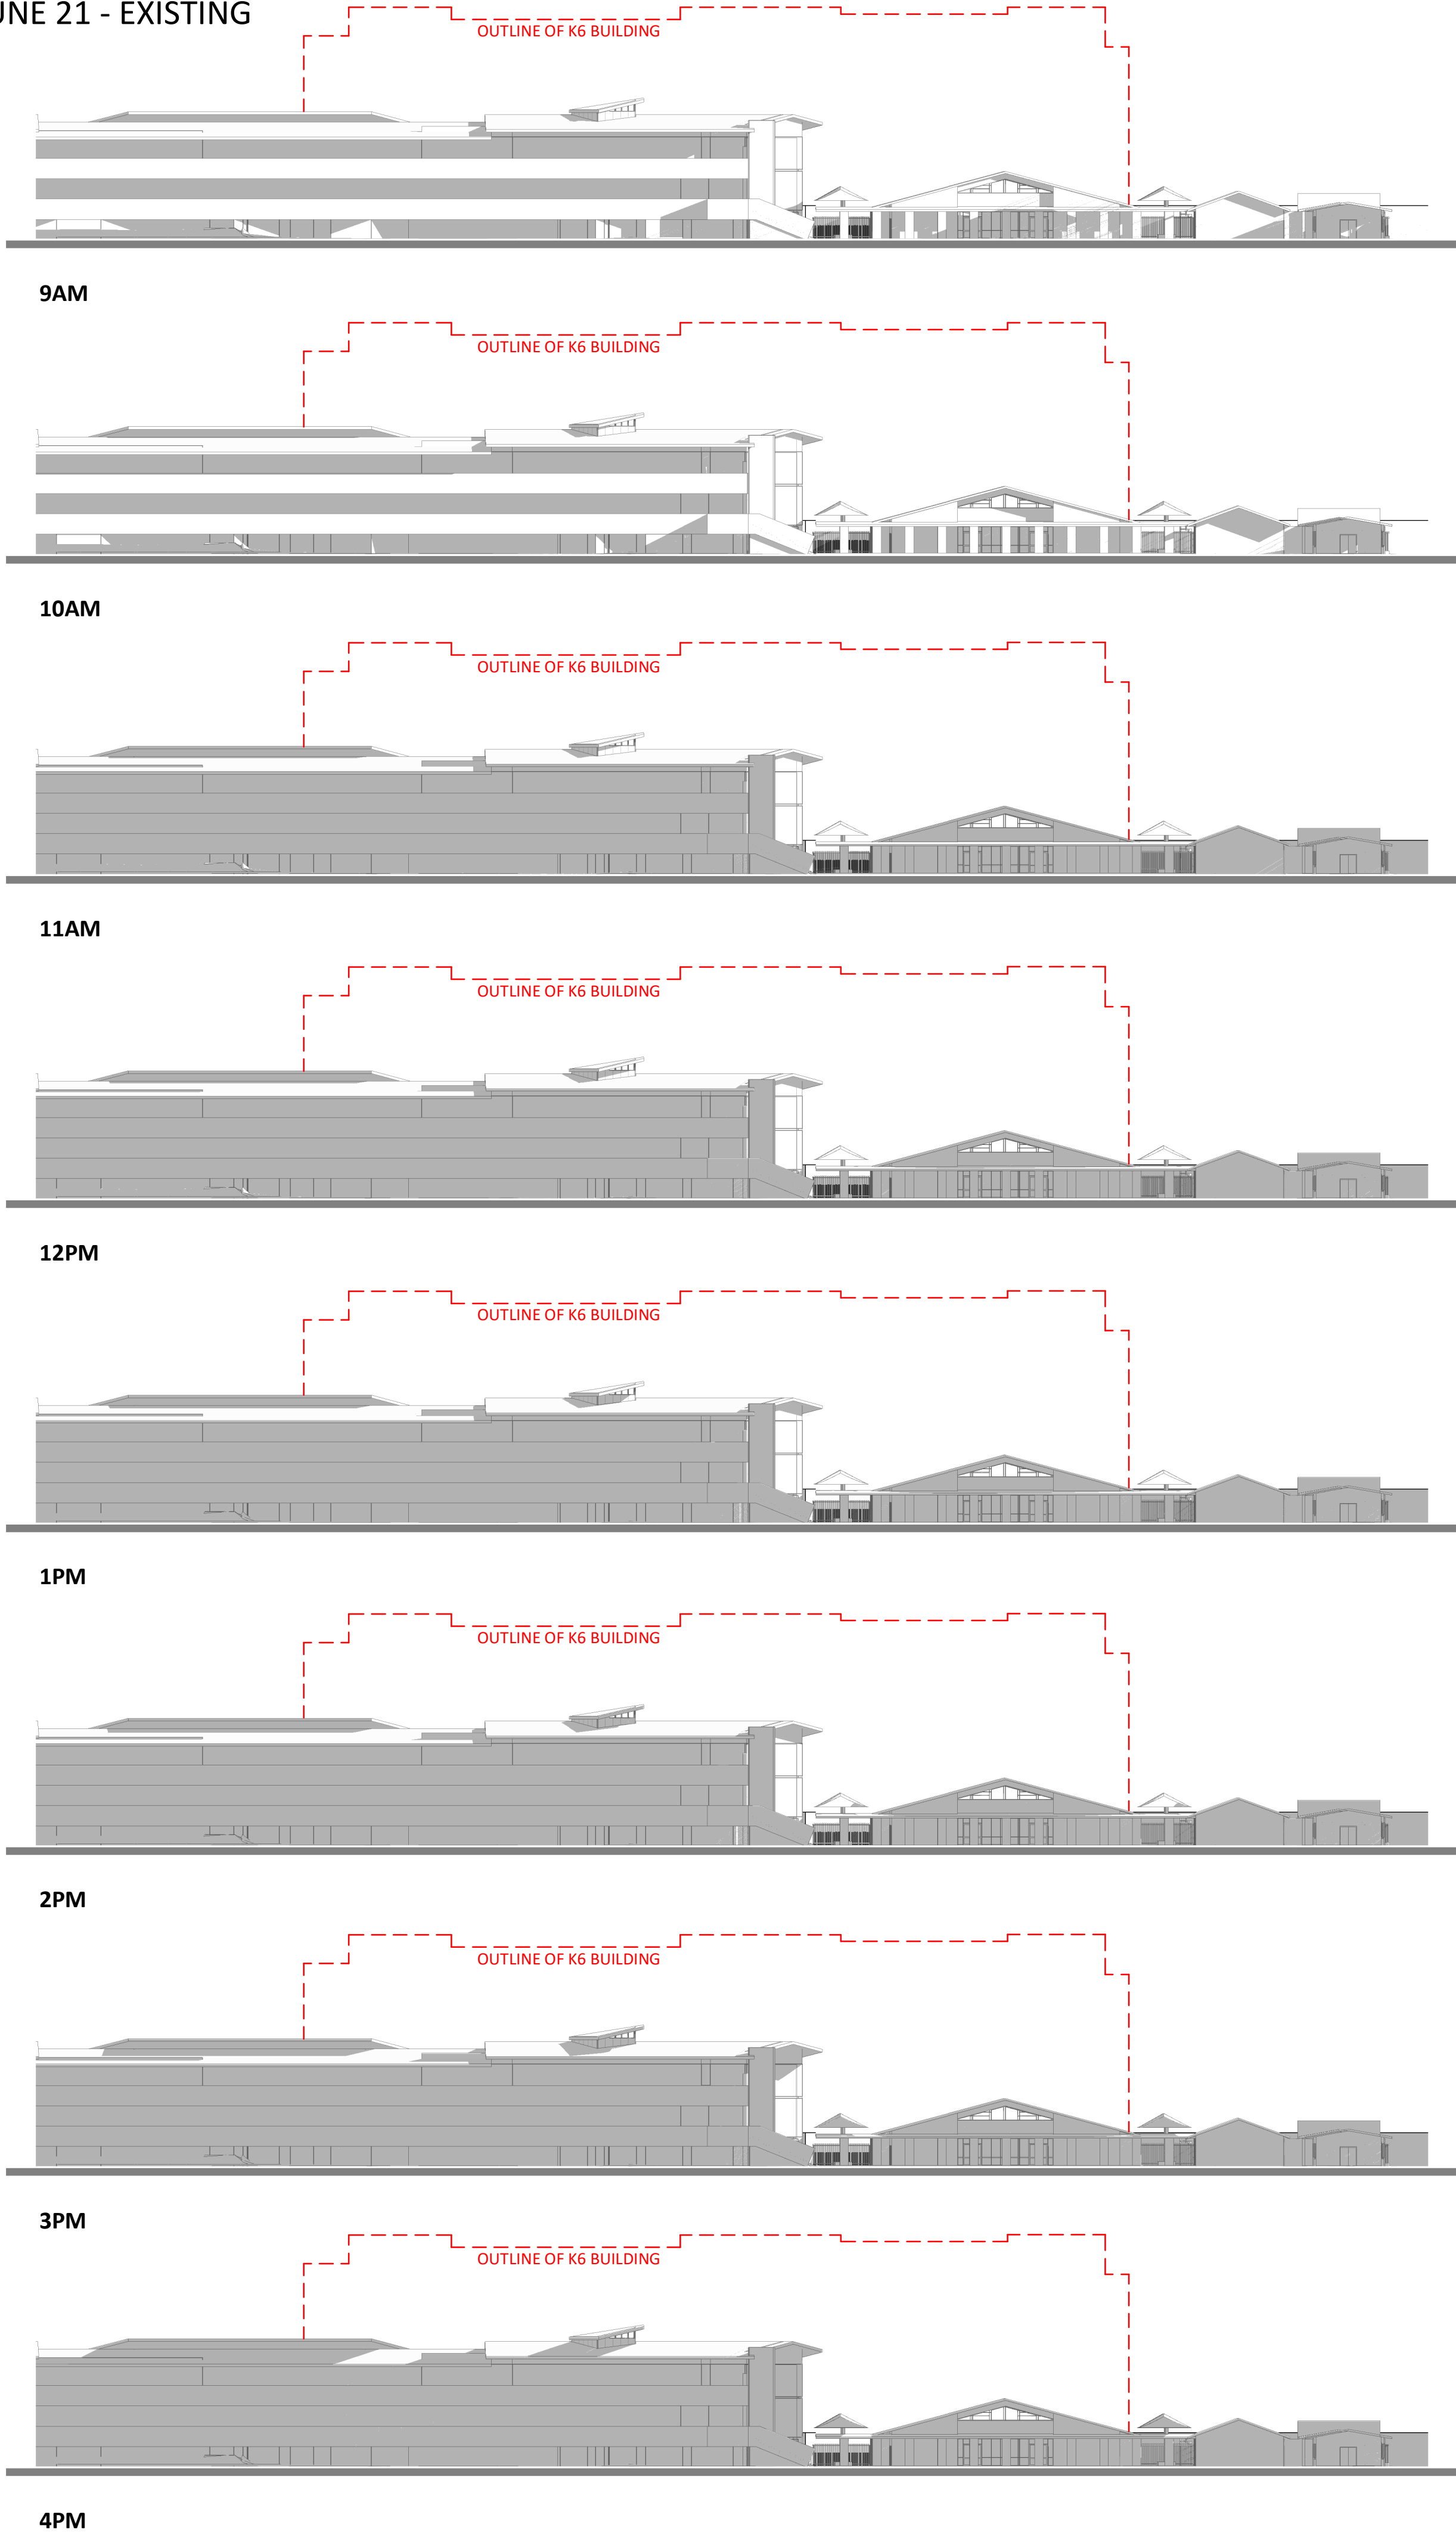 UNE 21 - EXISTING
OUTLINE OF K6 BUILDING
9AM
OUTLINE OF K6 BUILDING
10AM
OUTLINE OF K6 BUILDING
11AM
OUTLINE OF K6 BUILDING
12PM
OUTLINE OF K6 BUILDING
1PM
OUTLINE OF K6 BUILDING
2PM
OUTLINE OF K6 BUILDING
3PM
OUTLINE OF K6 BUILDING
4PM